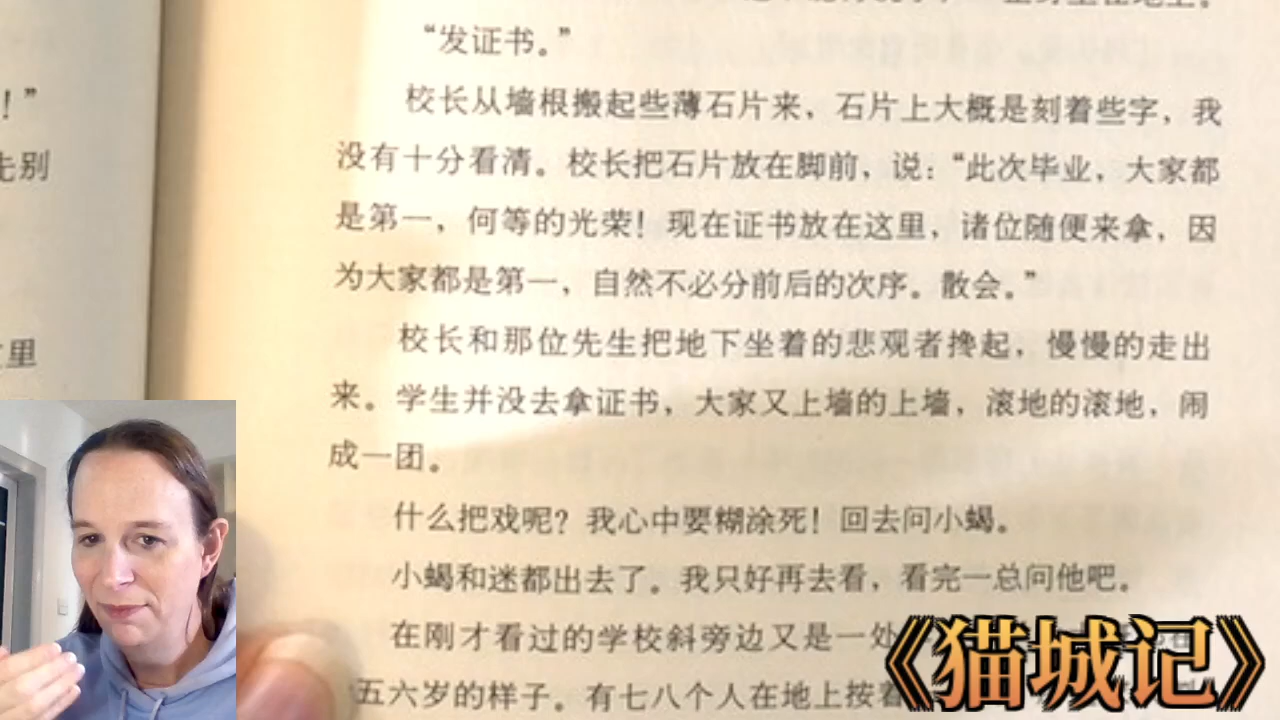 “发证书。”
校长从墙根搬起些薄石片来，石片上大概是刻着些字，我
没有十分看清。校长把石片放在脚前，说：“此次毕业，大家都
是第一，何等的光荣！现在证书放在这里，诸位随便来拿，因
为大家都是第一，自然不必分前后的次序。散会。”
校长和那位先生把地下坐着的悲观者搀起，慢慢的走出
来。学生并没去拿证书，大家又上墙的上墙，滚地的滚地，闹
成一团。
什么把戏呢？我心中要糊涂死！回去问小蝎。
小蝎和迷都出去了。我只好再去看，看完一总问他吧。
在刚才看过的学校斜旁边又是一处
五六岁的样子。有七八个人在地上按着
！”
先别
里
《猫城记》